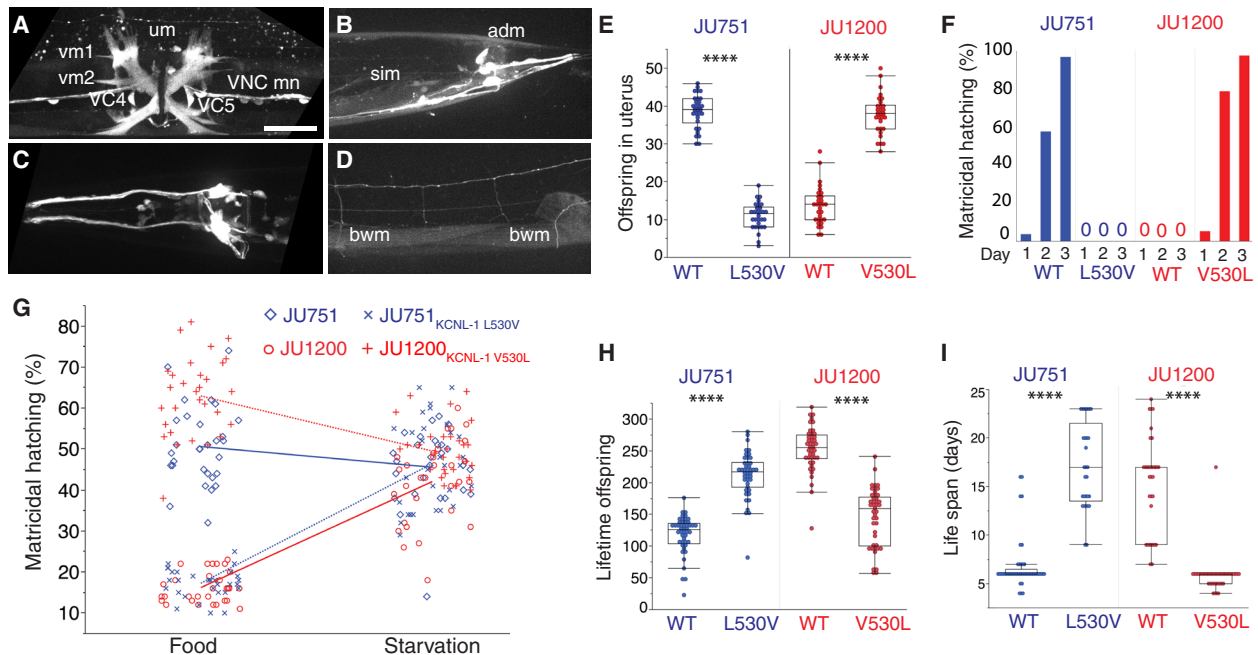 A
um
vm1
vm2
VNC mn
VC4
VC5
B
adm
sim
C
D
bwm
bwm
E
JU751
JU1200
****
****
Offspring in uterus
50
40
30
20
10
0
WT
L530V
WT
V530L
F
JU751
JU1200
Matricidal hatching (%)
100
80
60
40
20
0
0 0 0
0 0 0
Day 1 2 3 1 2 3 1 2 3 1 2 3
WT
L530V
WT
V530L
G
JU751
JU751 KCNL-1 L530V
JU1200
JU1200 KCNL-1 V530L
Matricidal hatching (%)
80
70
60
50
40
30
20
10
Food
Starvation
H
JU751
JU1200
****
****
Lifetime offspring
300
250
200
150
100
50
0
WT
L530V
WT
V530L
I
JU751
JU1200
****
****
Life span (days)
25
20
15
10
5
WT
L530V
WT
V530L